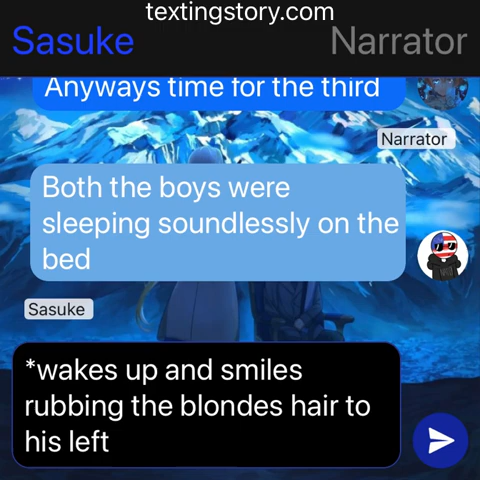 textingstory.com
Sasuke Narrator
Anyways time for the third
Narrator
Both the boys were
sleeping soundlessly on the
bed
Sasuke
*wakes up and smiles
rubbing the blondes hair to
his left